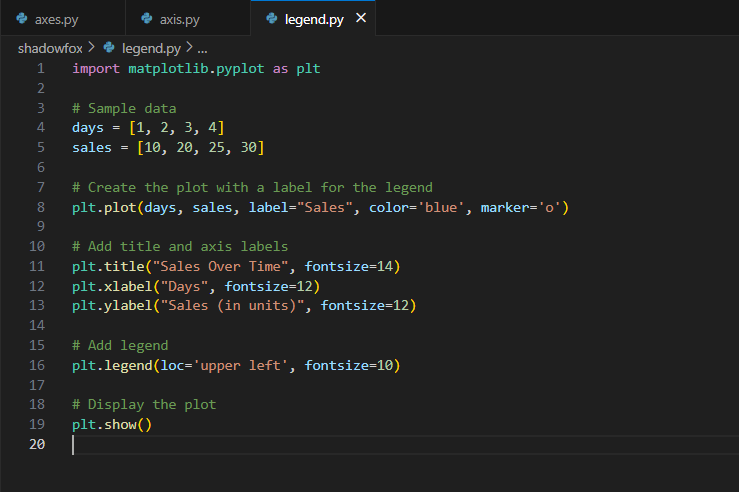 axes.py axis.py legend.py ×
shadowfox > legend.py > ...
1 import matplotlib.pyplot as plt
2
3 # Sample data
4 days = [1, 2, 3, 4]
5 sales = [10, 20, 25, 30]
6
7 # Create the plot with a label for the legend
8 plt.plot(days, sales, label="Sales", color='blue', marker='o')
9
10 # Add title and axis labels
11 plt.title("Sales Over Time", fontsize=14)
12 plt.xlabel("Days", fontsize=12)
13 plt.ylabel("Sales (in units)", fontsize=12)
14
15 # Add legend
16 plt.legend(loc='upper left', fontsize=10)
17
18 # Display the plot
19 plt.show()
20